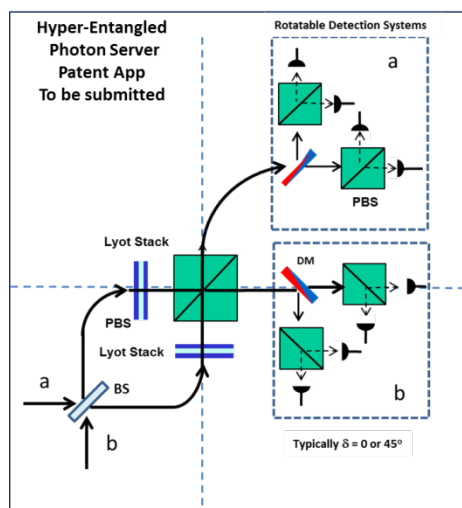 Hyper-Entangled
Photon Server
Patent App
To be submitted
Rotatable Detection Systems
a
PBS
Lyot Stack
DM
PBS
Lyot Stack
a
BS
b
b
Typically δ = 0 or 45°